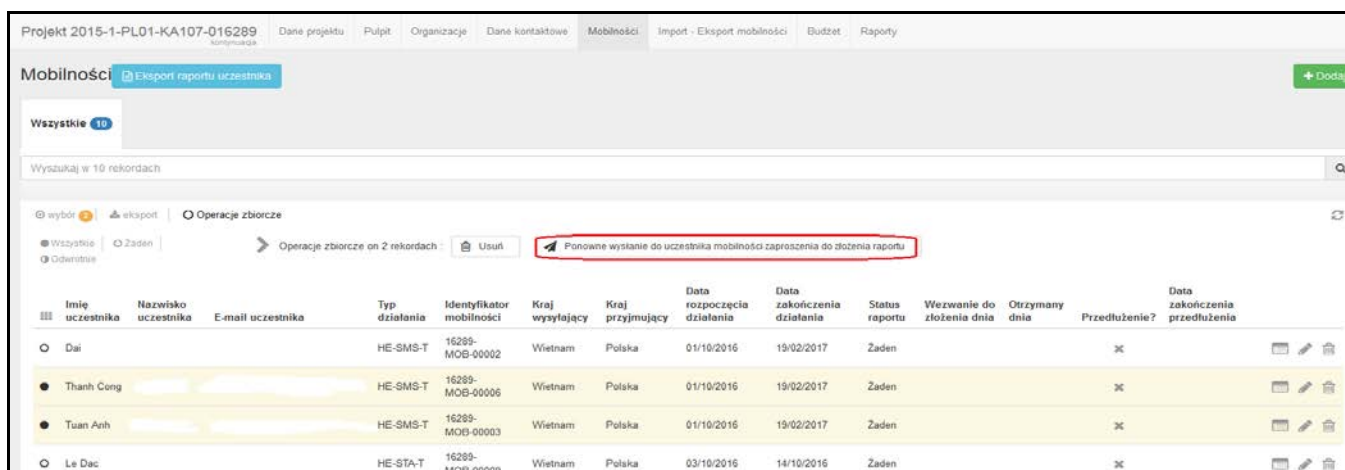 Projekt 2015-1-PL01-KA107-016289 Dane projektu Pulpit Organizacje Dane kontaktowe Mobilności Import - Eksport mobilności Budżet Raporty
kontynuacja
Mobilności Eksport raportu uczestnika + Dodaj
Wszystkie 10
Wyszukaj w 10 rekordach
wybór 2 eksport Operacje zbiorcze
Wszystkie Żaden Operacje zbiorcze on 2 rekordach : Usuń Ponowne wysłanie do uczestnika mobilności zaproszenia do złożenia raportu
Odwrotnie
Imię uczestnika Nazwisko uczestnika E-mail uczestnika Typ działania Identyfikator mobilności Kraj wysyłający Kraj przyjmujący Data rozpoczęcia działania Data zakończenia działania Status raportu Wezwanie do złożenia dnia Otrzymany dnia Przedłużenie? Data zakończenia przedłużenia
Dai HE-SMS-T 16289-MOB-00002 Wietnam Polska 01/10/2016 19/02/2017 Żaden
Thanh Cong HE-SMS-T 16289-MOB-00006 Wietnam Polska 01/10/2016 19/02/2017 Żaden
Tuan Anh HE-SMS-T 16289-MOB-00003 Wietnam Polska 01/10/2016 19/02/2017 Żaden
Le Dac HE-STA-T 16289- Wietnam Polska 03/10/2016 14/10/2016 Żaden